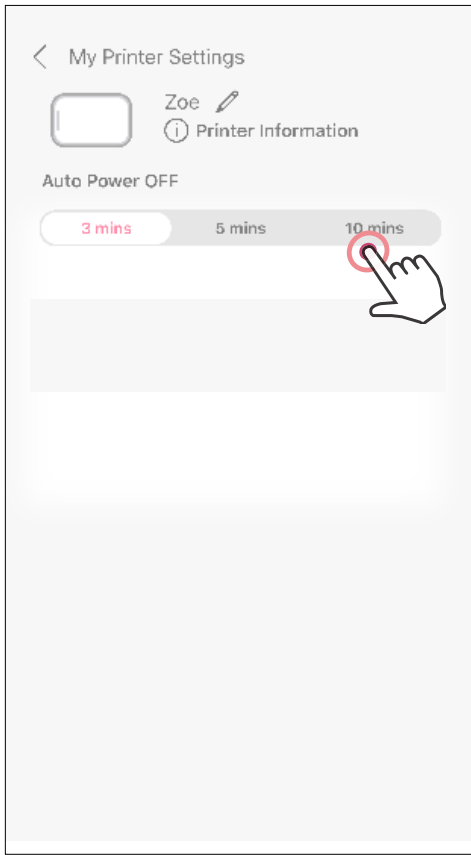 My Printer Settings
Zoe
Printer Information
Auto Power OFF
3 mins 5 mins 10 mins